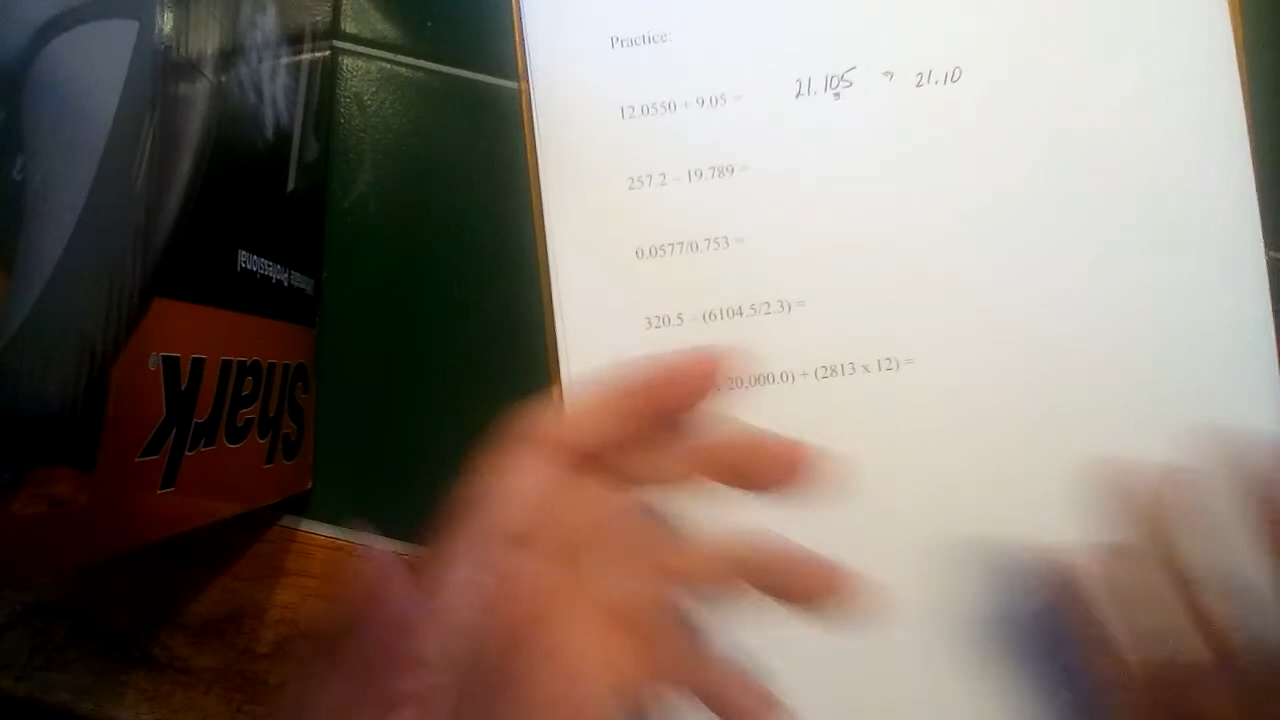 Practice:
12.0550 + 9.05 = 21.105 → 21.10
257.2 – 19.789 =
0.0577/0.753 =
320.5 – (6104.5/2.3) =
20,000.0) + (2813 x 12) =
Professional
Shark®